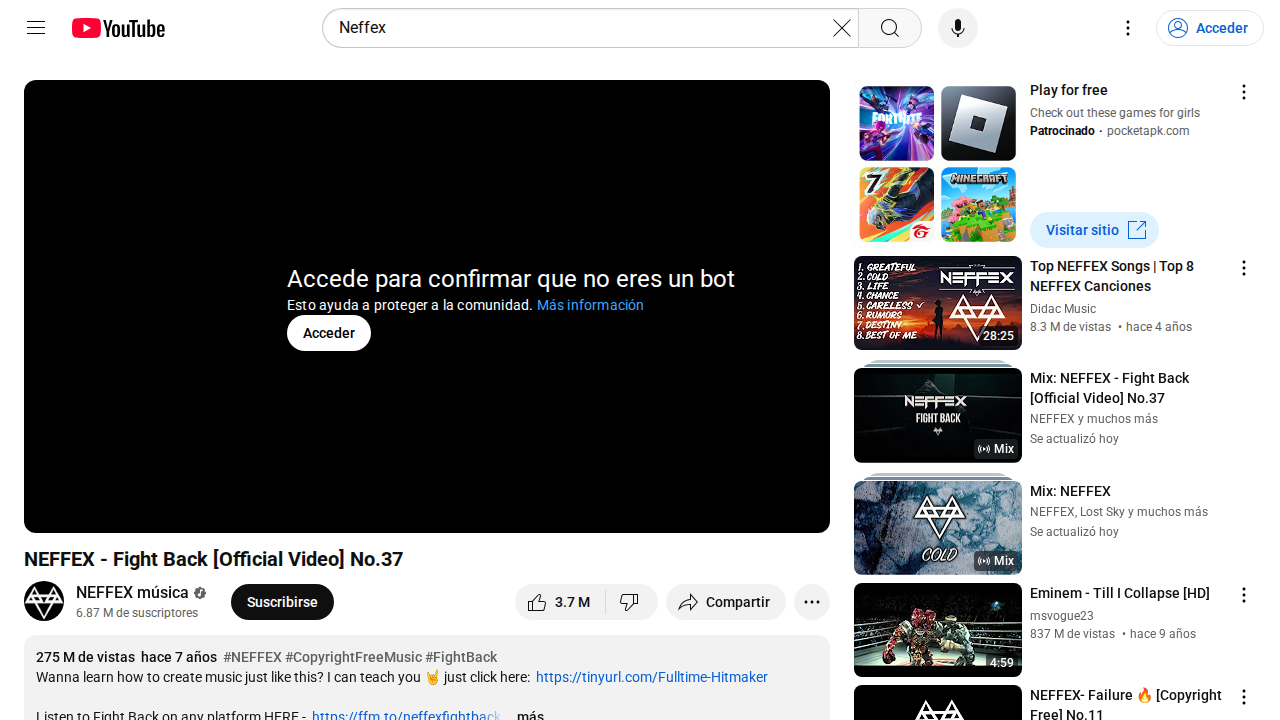 YouTube
Neffex
Acceder
Accede para confirmar que no eres un bot
Esto ayuda a proteger a la comunidad. Más información
Acceder
NEFFEX - Fight Back [Official Video] No.37
NEFFEX música
6.87 M de suscriptores
Suscribirse
3.7 M
Compartir
275 M de vistas hace 7 años #NEFFEX #CopyrightFreeMusic #FightBack
Wanna learn how to create music just like this? I can teach you 🤘 just click here: https://tinyurl.com/Fulltime-Hitmaker
Listen to Fight Back on any platform HERE - https://ffm.to/neffexfightback ...más
FORTNITE
7
MINECRAFT
Play for free
Check out these games for girls
Patrocinado · pocketapk.com
Visitar sitio
1. GREATEFUL
2. COLD
3. LIFE
4. CHANCE
5. CARELESS ✓
6. RUMORS
7. DESTINY
8. BEST OF ME
NEFFEX
28:25
Top NEFFEX Songs | Top 8
NEFFEX Canciones
Didac Music
8.3 M de vistas • hace 4 años
NEFFEX
FIGHT BACK
Mix
Mix: NEFFEX - Fight Back
[Official Video] No.37
NEFFEX y muchos más
Se actualizó hoy
COLD
Mix
Mix: NEFFEX
NEFFEX, Lost Sky y muchos más
Se actualizó hoy
4:59
Eminem - Till I Collapse [HD]
msvogue23
837 M de vistas • hace 9 años
NEFFEX- Failure 🔥 [Copyright
Free] No.11